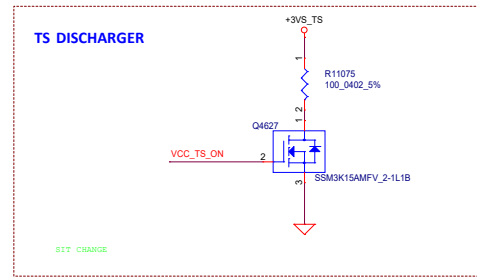 +3VS_TS
TS DISCHARGER
1
R11075
100_0402_5%
2
1
Q4627
VCC_TS_ON
2
SSM3K15AMFV_2-1L1B
3
SIT CHANGE